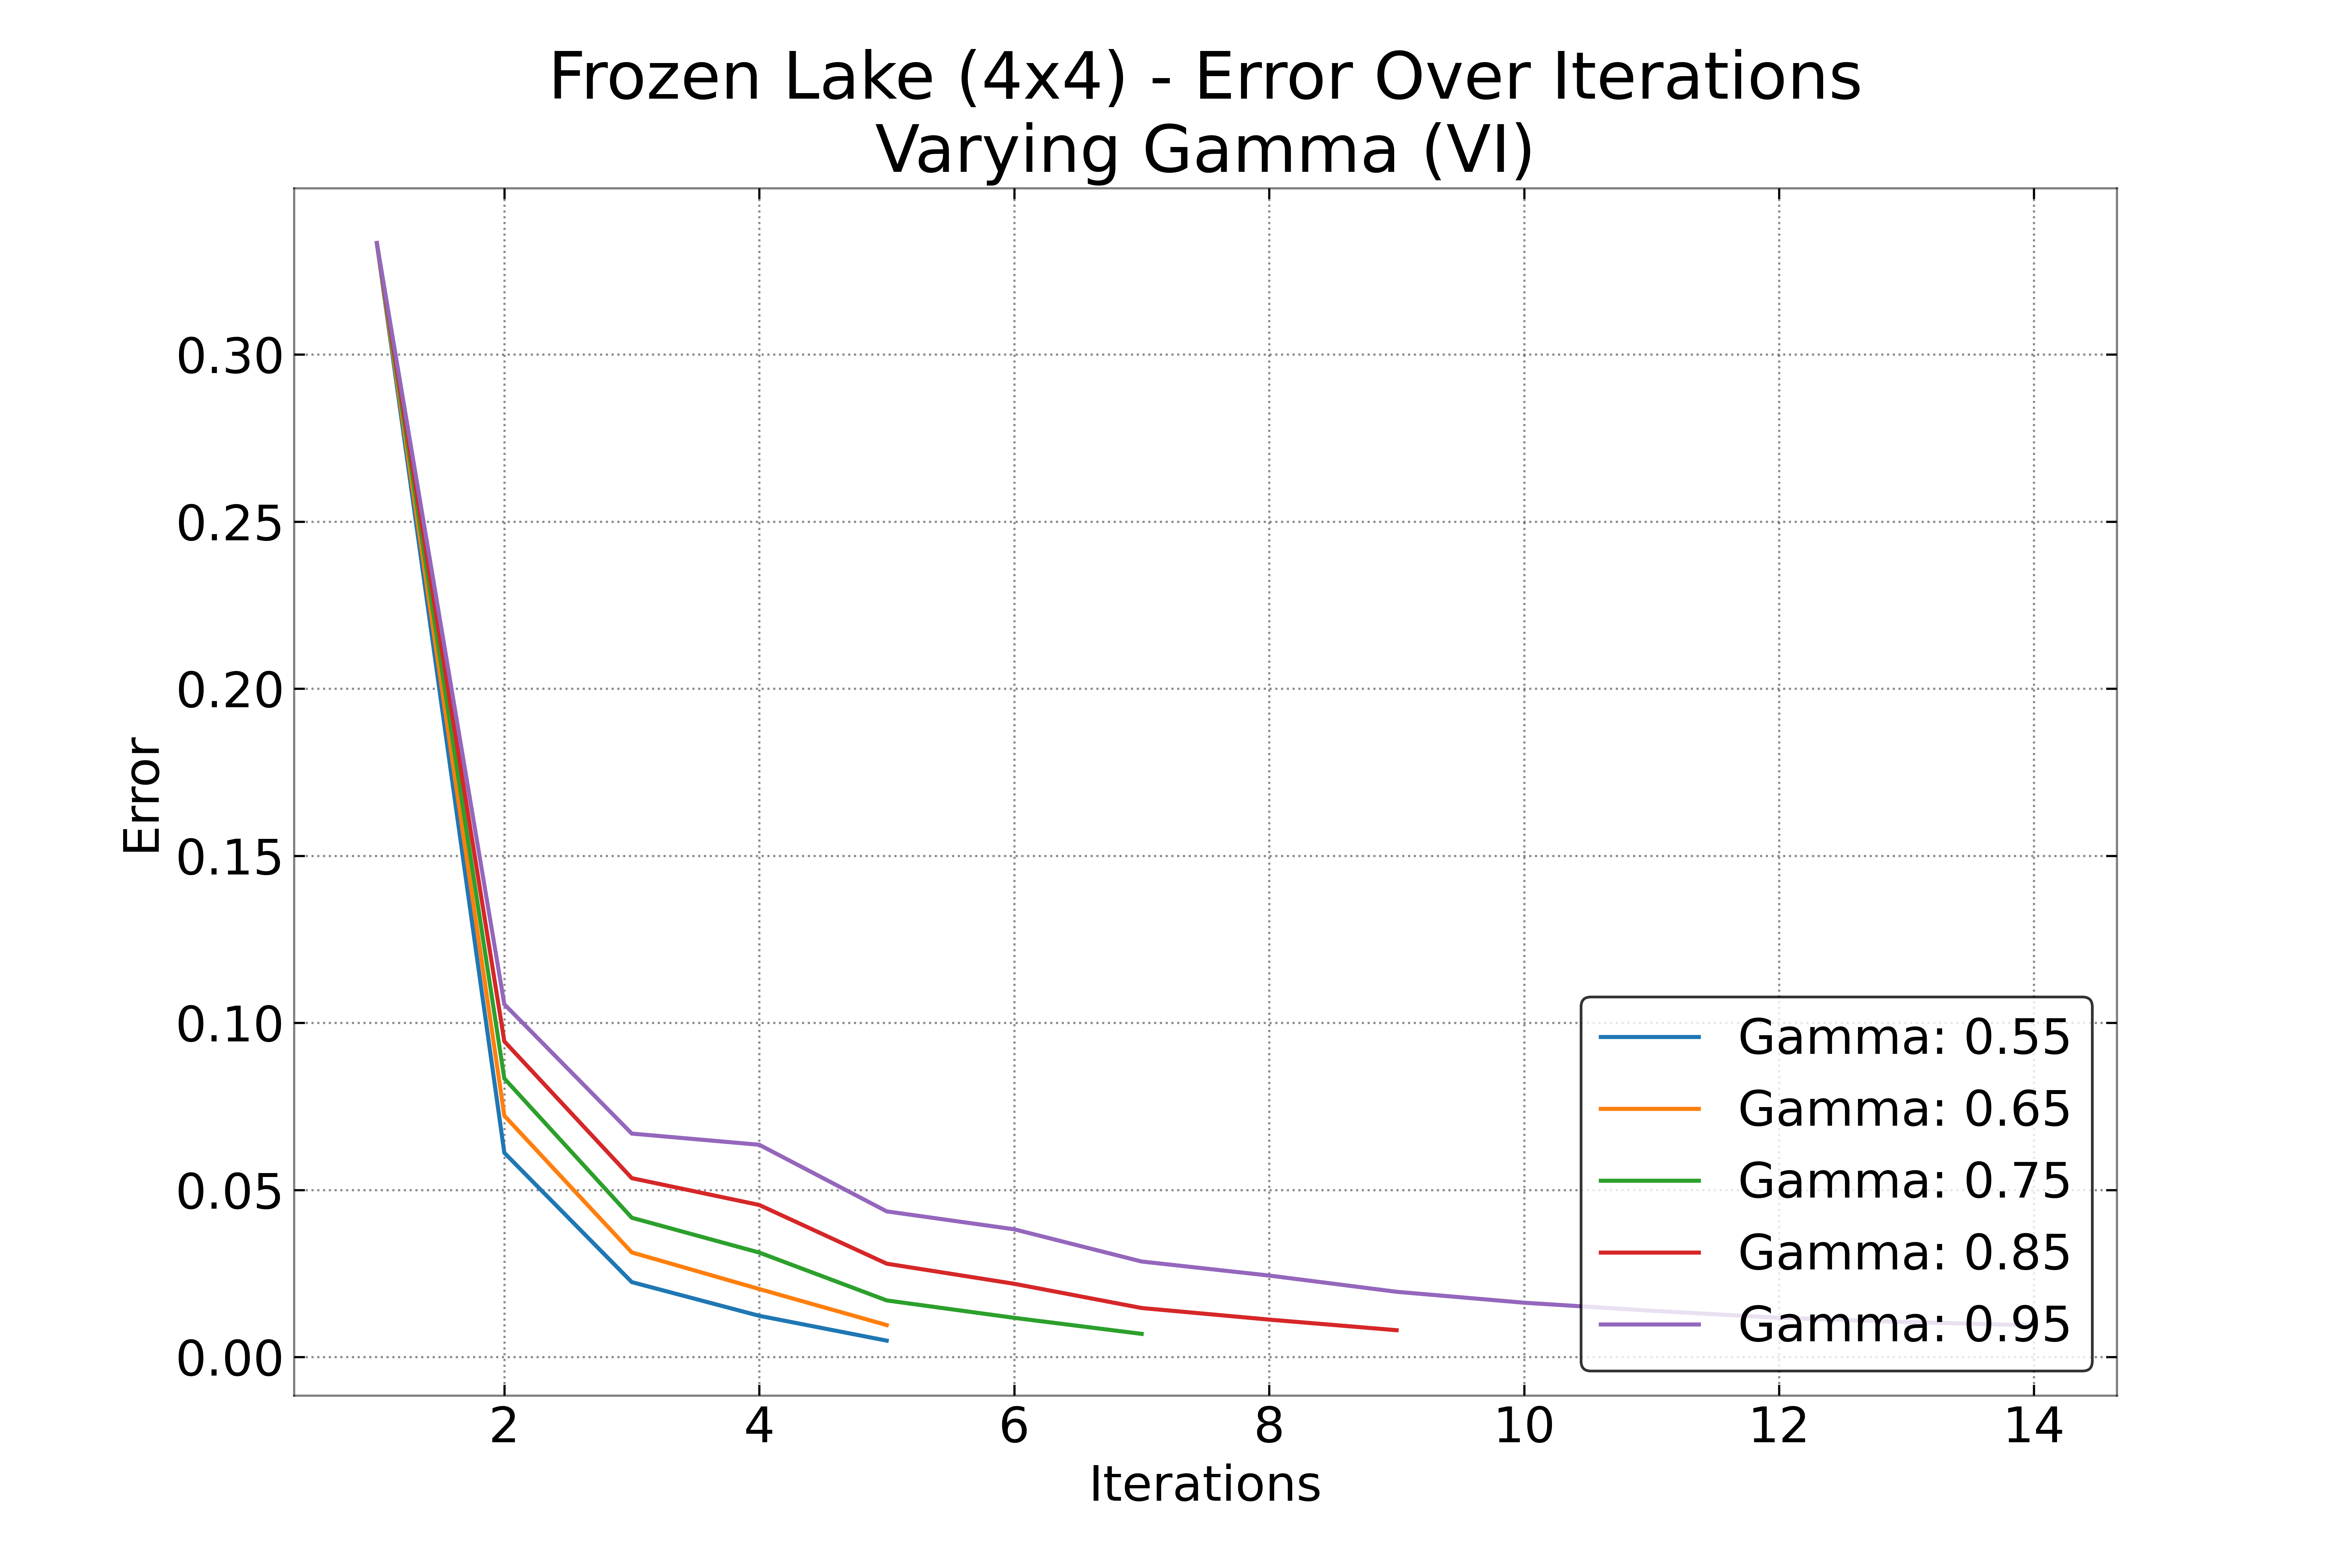 Frozen Lake (4x4) - Error Over Iterations
Varying Gamma (VI)
0.30
0.25
0.20
0.15
0.10
0.05
0.00
Error
2 4 6 8 10 12 14
Iterations
Gamma: 0.55
Gamma: 0.65
Gamma: 0.75
Gamma: 0.85
Gamma: 0.95